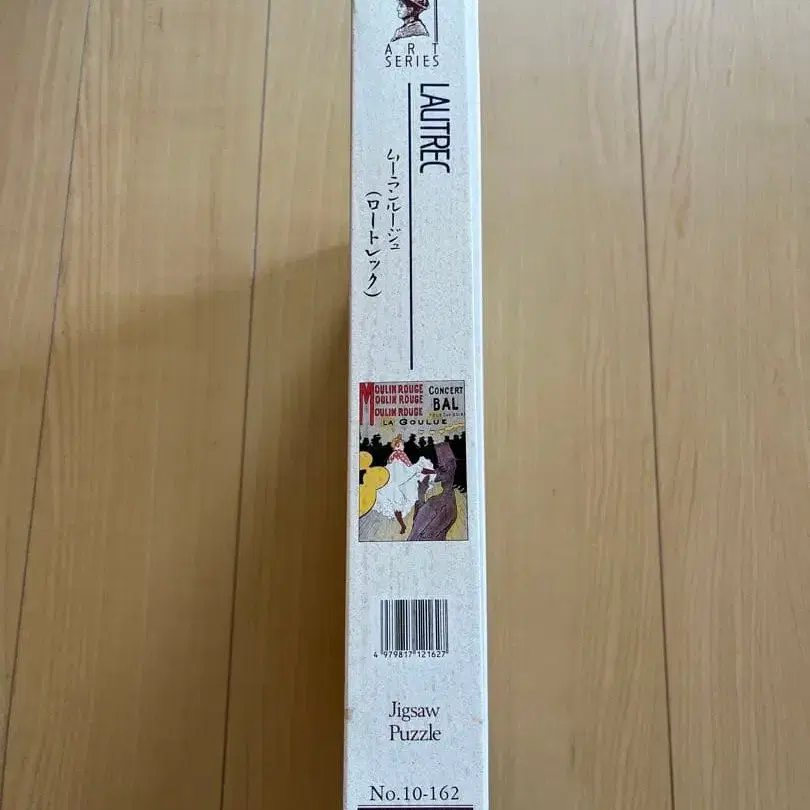 ART
SERIES
LAUTREC
ムーランルージュ
(ロートレック)
MOULIN ROUGE
MOULIN ROUGE
MOULIN ROUGE
CONCERT
BAL
LA GOULUE
4 979817 121627
Jigsaw
Puzzle
No.10-162